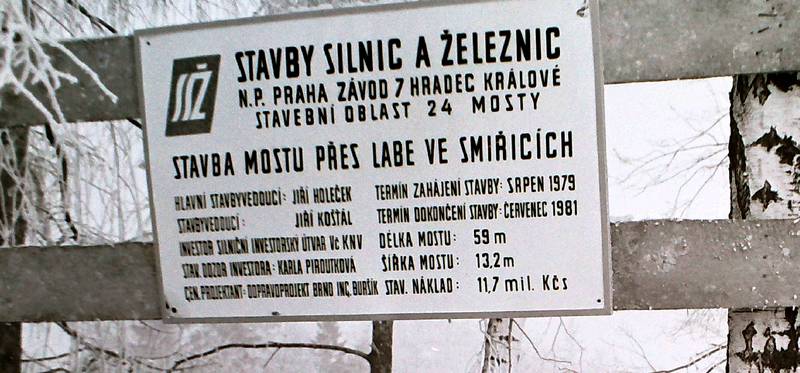 SSŽ
STAVBY SILNIC A ŽELEZNIC
N.P. PRAHA ZÁVOD 7 HRADEC KRÁLOVÉ
STAVEBNÍ OBLAST 24 MOSTY
STAVBA MOSTU PŘES LABE VE SMIŘICÍCH
HLAVNÍ STAVBYVEDOUCÍ: JIŘÍ HOLEČEK
STAVBYVEDOUCÍ: JIŘÍ KOŠŤÁL
INVESTOR SILNIČNÍ INVESTORSKÝ ÚTVAR Vč KNV
STAV. DOZOR INVESTORA: KARLA PIROUTKOVÁ
GEN. PROJEKTANT: DOPRAVOPROJEKT BRNO ING. BURŠÍK
TERMÍN ZAHÁJENÍ STAVBY: SRPEN 1979
TERMÍN DOKONČENÍ STAVBY: ČERVENEC 1981
DÉLKA MOSTU: 59 m
ŠÍŘKA MOSTU: 13,2 m
STAV. NÁKLAD: 11,7 mil. Kčs